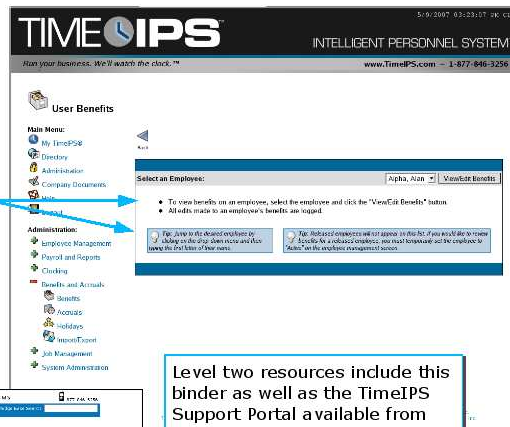 5/9/2007 03:23:07 PM
TIMEIPS
INTELLIGENT PERSONNEL SYSTEM
Run your business. We'll watch the clock.™
www.TimeIPS.com - 1-877-846-3256
User Benefits
Main Menu:
My TimeIPS®
Directory
Administration
Company Documents
Help
Back
Select an Employee:
Alpha, Alan
View/Edit Benefits
To view benefits on an employee, select the employee and click the "View/Edit Benefits" button.
All edits made to an employee's benefits are logged.
Tip: Jump to the desired employee by
clicking on the drop down menu and then
typing the first letter of their name.
Tip: Released employees will not appear on this list, if you would like to review
benefits for a released employee, you must temporarily set the employee to
"Active" on the employee management screen.
Administration:
Employee Management
Payroll and Reports
Clocking
Benefits and Accruals
Benefits
Accruals
Holidays
Import/Export
Job Management
System Administration
Level two resources include this
binder as well as the TimeIPS
Support Portal available from